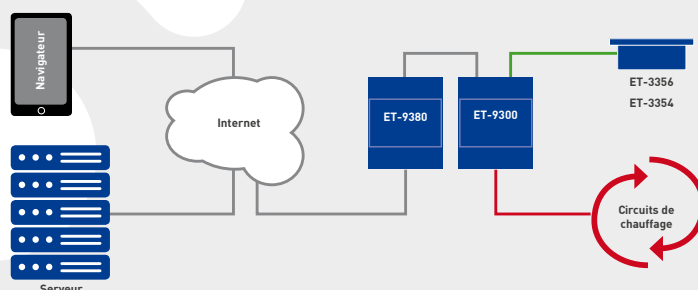 Navigateur
Internet
ET-9380
ET-9300
ET-3356
ET-3354
Circuits de
chauffage
Serveur